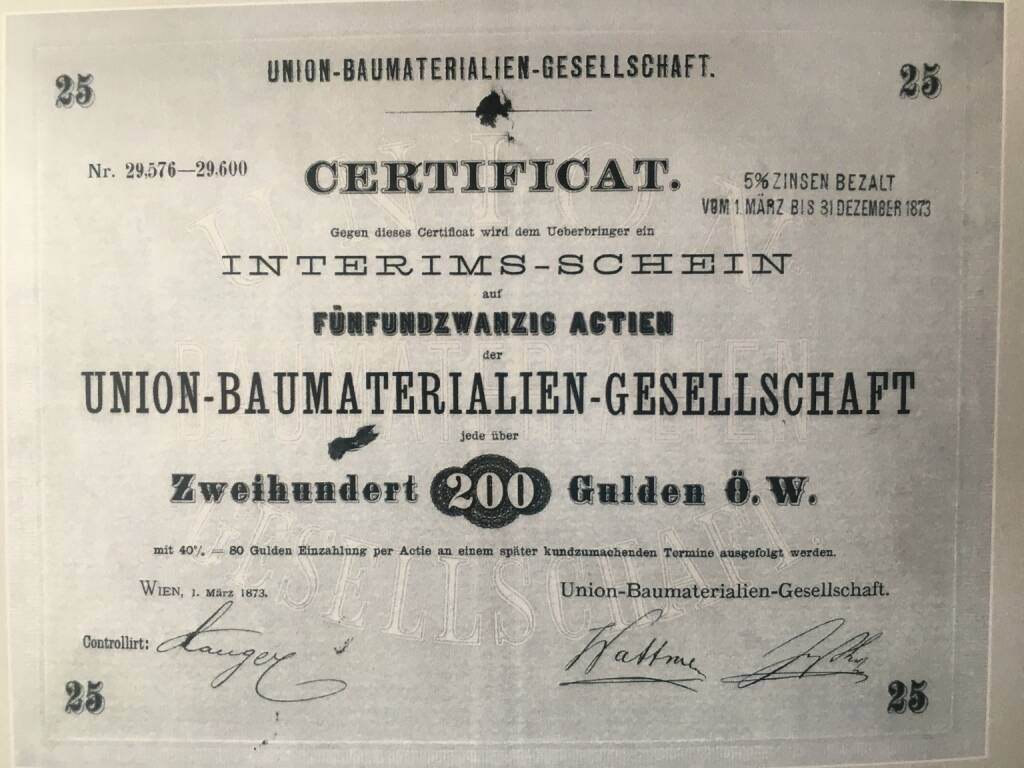 25
UNION-BAUMATERIALIEN-GESELLSCHAFT.
25
Nr. 29,576—29.600
CERTIFICAT.
5% ZINSEN BEZALT
VOM 1. MÄRZ BIS 31 DEZEMBER 1873
Gegen dieses Certificat wird dem Ueberbringer ein
INTERIMS-SCHEIN
auf
FÜNFUNDZWANZIG ACTIEN
der
UNION-BAUMATERIALIEN-GESELLSCHAFT
jede über
Zweihundert 200 Gulden Ö. W.
mit 40% = 80 Gulden Einzahlung per Actie an einem später kundzumachenden Termine ausgefolgt werden.
WIEN, 1. März 1873.
Union-Baumaterialien-Gesellschaft.
Controllirt:
25
25
UNION
BAUMATERIALIEN
GESELLSCHAFT.